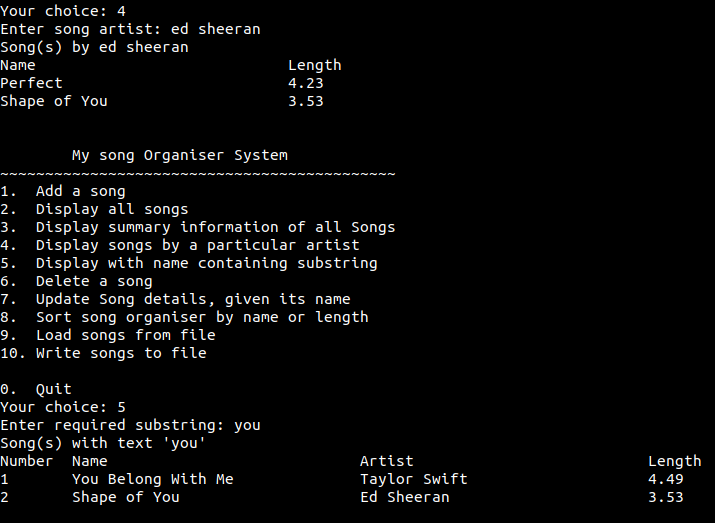 Your choice: 4
Enter song artist: ed sheeran
Song(s) by ed sheeran
Name                            Length
Perfect                         4.23
Shape of You                    3.53
        My song Organiser System
~~~~~~~~~~~~~~~~~~~~~~~~~~~~~~~~~~~~~~~~~~~~
1.  Add a song
2.  Display all songs
3.  Display summary information of all Songs
4.  Display songs by a particular artist
5.  Display with name containing substring
6.  Delete a song
7.  Update Song details, given its name
8.  Sort song organiser by name or length
9.  Load songs from file
10. Write songs to file
0.  Quit
Your choice: 5
Enter required substring: you
Song(s) with text 'you'
Number  Name                            Artist                          Length
1       You Belong With Me              Taylor Swift                    4.49
2       Shape of You                    Ed Sheeran                      3.53